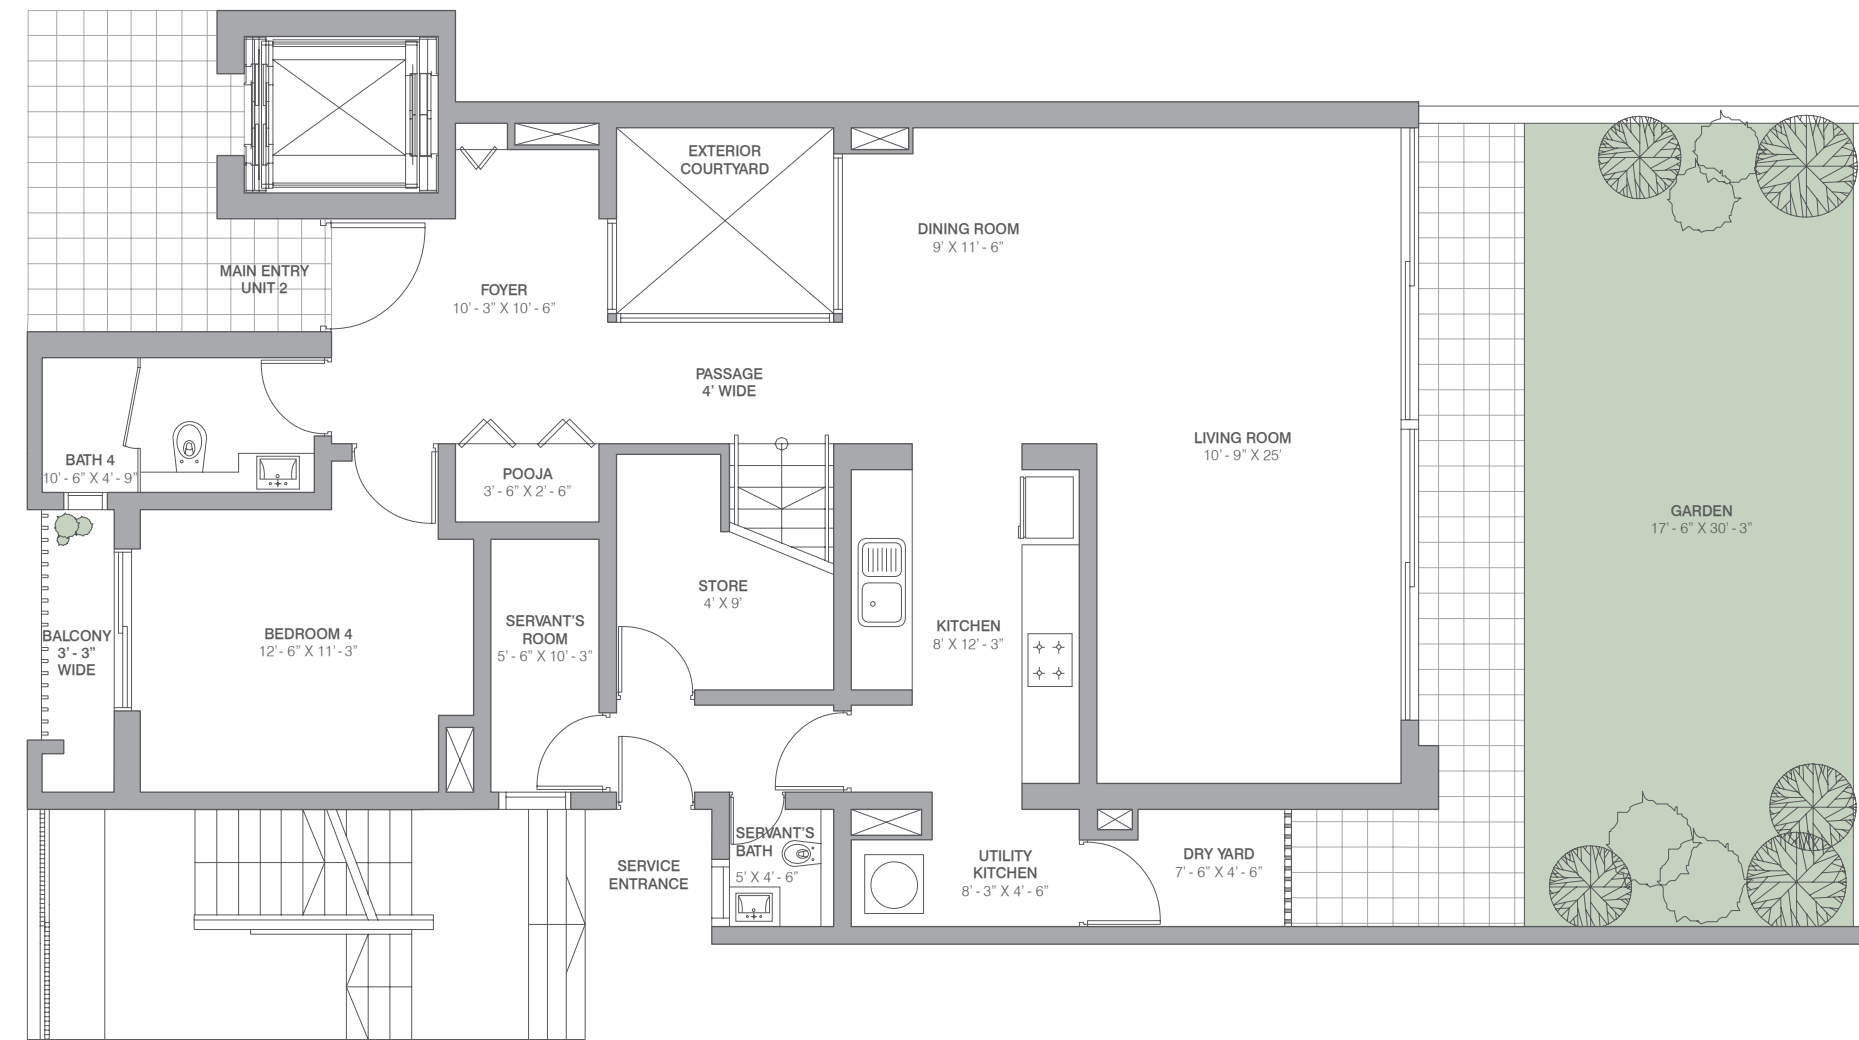 EXTERIOR
COURTYARD
DINING ROOM
9' X 11' - 6"
MAIN ENTRY
UNIT 2
FOYER
10' - 3" X 10' - 6"
PASSAGE
4' WIDE
BATH 4
10' - 6" X 4' - 9"
POOJA
3' - 6" X 2' - 6"
LIVING ROOM
10' - 9" X 25'
GARDEN
17' - 6" X 30' - 3"
STORE
4' X 9'
BALCONY
3' - 3"
WIDE
BEDROOM 4
12' - 6" X 11' - 3"
SERVANT'S
ROOM
5' - 6" X 10' - 3"
KITCHEN
8' X 12' - 3"
SERVICE
ENTRANCE
SERVANT'S
BATH
5' X 4' - 6"
UTILITY
KITCHEN
8' - 3" X 4' - 6"
DRY YARD
7' - 6" X 4' - 6"